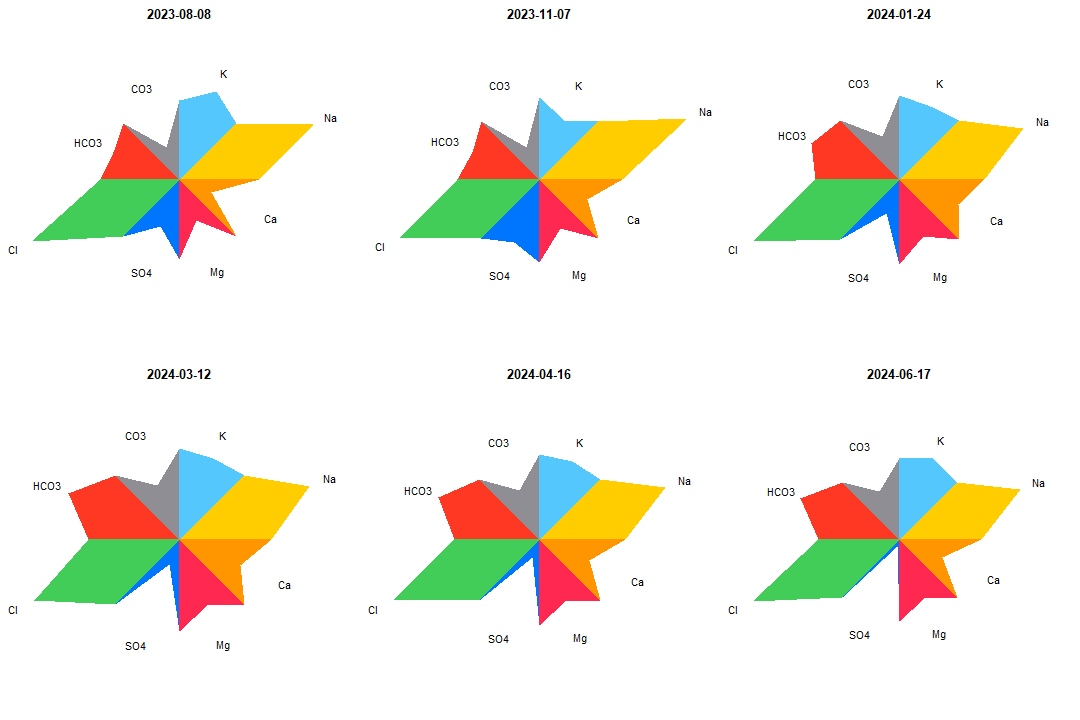 2023-08-08
2023-11-07
2024-01-24
K
CO3
Na
HCO3
Ca
Cl
SO4
Mg
K
CO3
Na
HCO3
Ca
Cl
SO4
Mg
K
CO3
Na
HCO3
Ca
Cl
SO4
Mg
2024-03-12
2024-04-16
2024-06-17
CO3
K
Na
HCO3
Ca
Cl
SO4
Mg
CO3
K
Na
HCO3
Ca
Cl
SO4
Mg
CO3
K
Na
HCO3
Ca
Cl
SO4
Mg